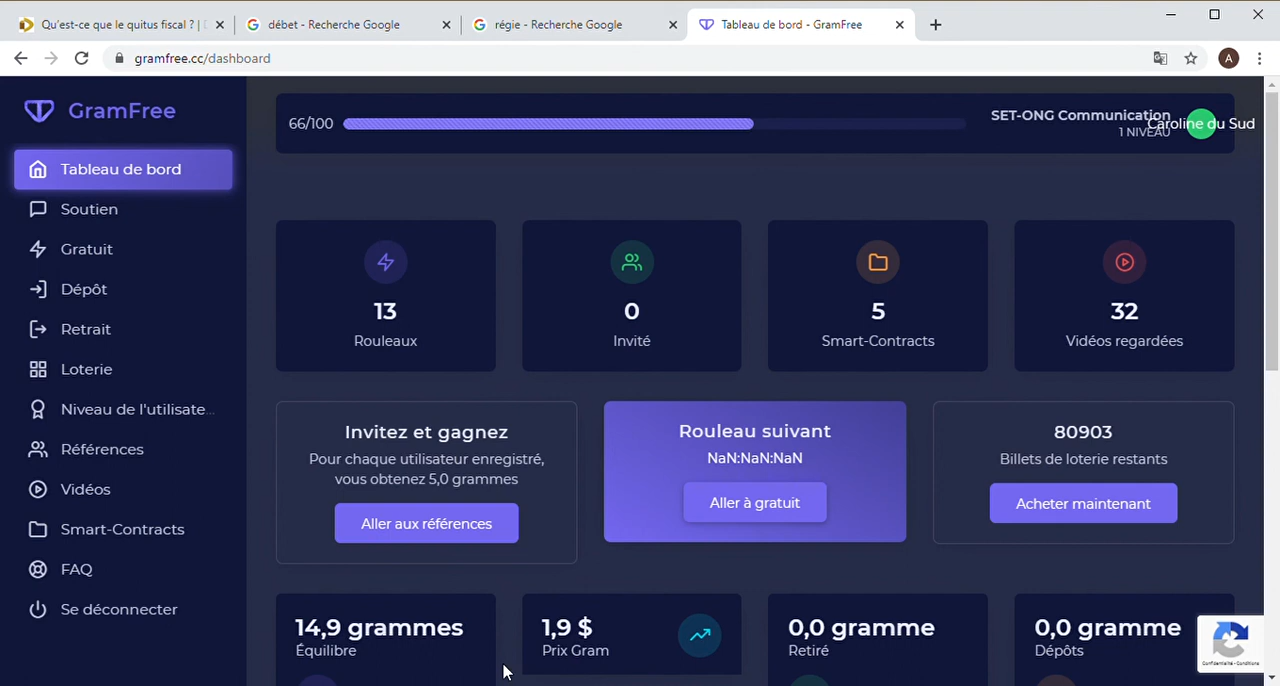 Qu'est-ce que le quitus fiscal ? |
débet - Recherche Google
régie - Recherche Google
Tableau de bord - GramFree
gramfree.cc/dashboard
A
GramFree
Tableau de bord
Soutien
Gratuit
Dépôt
Retrait
Loterie
Niveau de l'utilisate...
Références
Vidéos
Smart-Contracts
FAQ
Se déconnecter
66/100
SET-ONG Communication
1 NIVEAU
Caroline du Sud
13
Rouleaux
0
Invité
5
Smart-Contracts
32
Vidéos regardées
Invitez et gagnez
Pour chaque utilisateur enregistré,
vous obtenez 5,0 grammes
Aller aux références
Rouleau suivant
NaN:NaN:NaN
Aller à gratuit
80903
Billets de loterie restants
Acheter maintenant
14,9 grammes
Équilibre
1,9 $
Prix Gram
0,0 gramme
Retiré
0,0 gramme
Dépôts
Confidentialité - Conditions